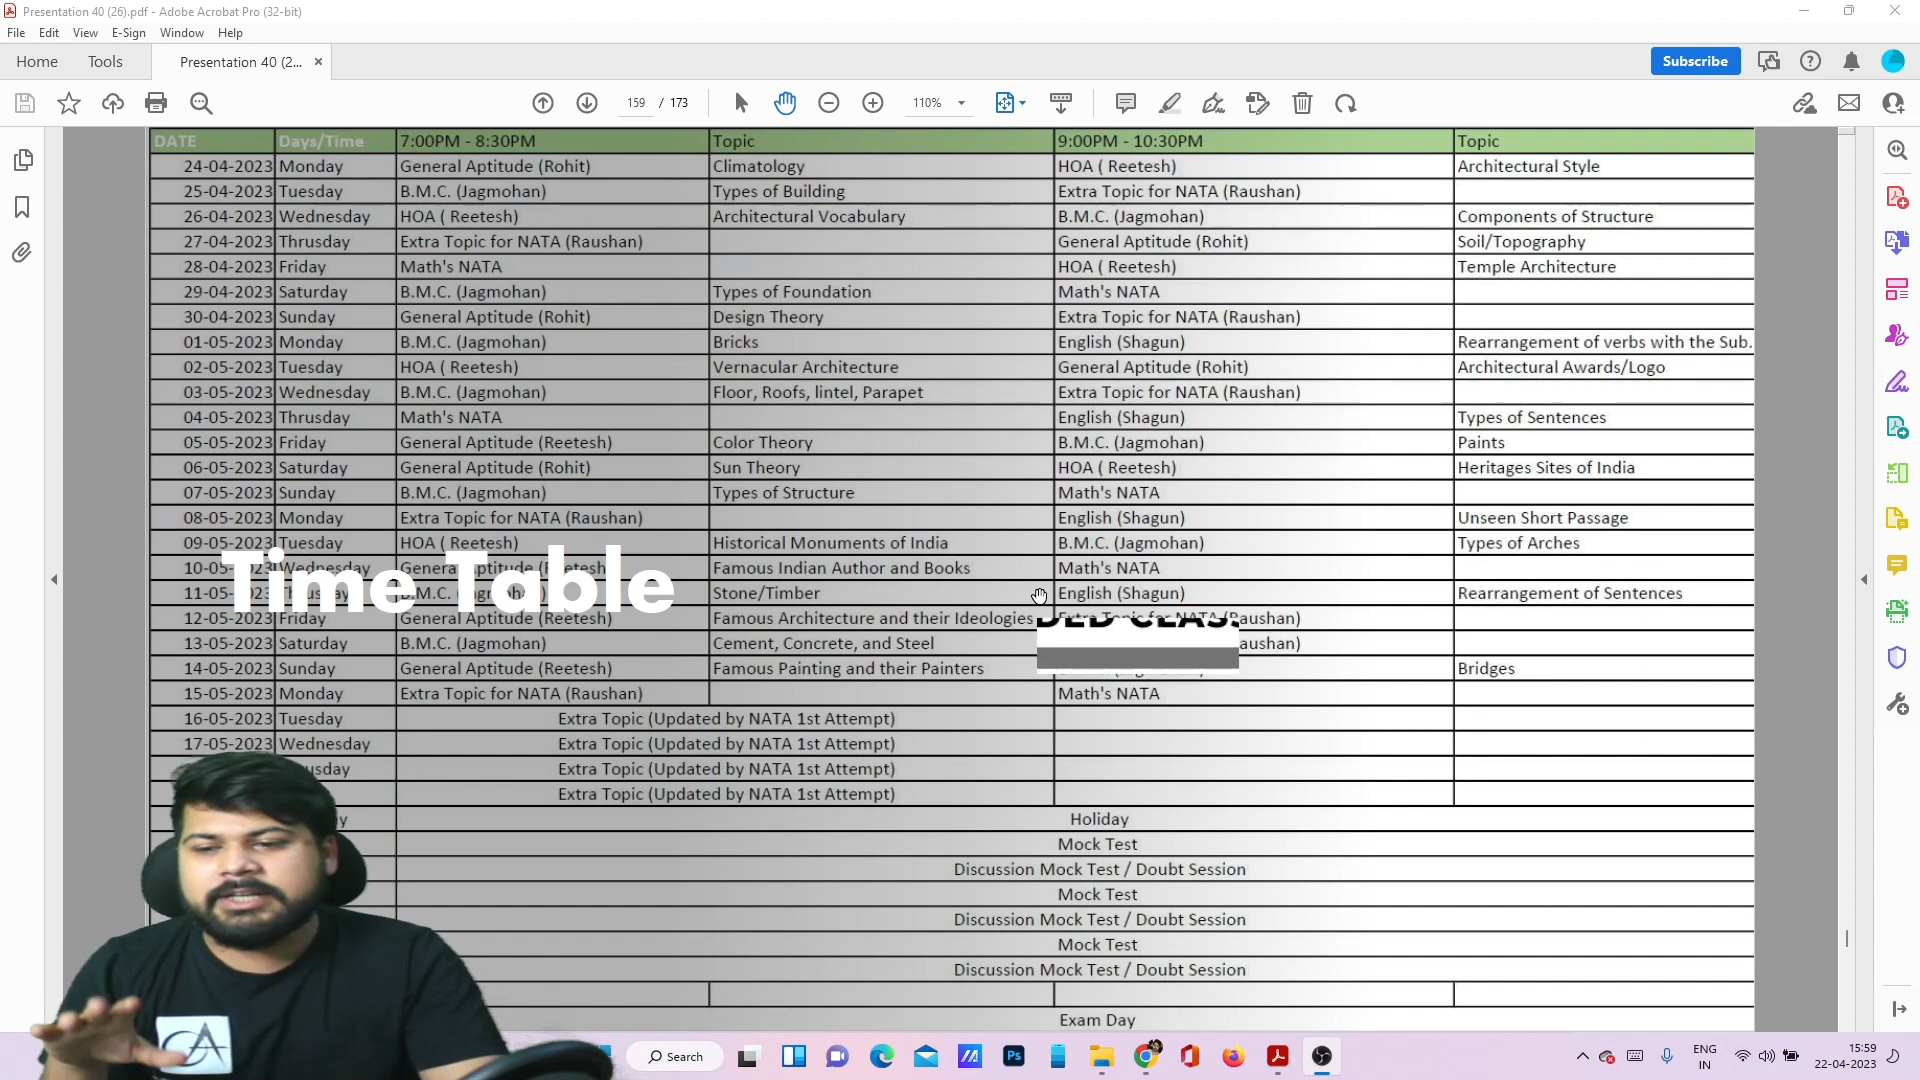 Presentation 40 (26).pdf - Adobe Acrobat Pro (32-bit)
File Edit View E-Sign Window Help
Home Tools Presentation 40 (2... × Subscribe
159 / 173 110%
DATE Days/Time 7:00PM - 8:30PM Topic 9:00PM - 10:30PM Topic
24-04-2023 Monday General Aptitude (Rohit) Climatology HOA ( Reetesh) Architectural Style
25-04-2023 Tuesday B.M.C. (Jagmohan) Types of Building Extra Topic for NATA (Raushan)
26-04-2023 Wednesday HOA ( Reetesh) Architectural Vocabulary B.M.C. (Jagmohan) Components of Structure
27-04-2023 Thrusday Extra Topic for NATA (Raushan) General Aptitude (Rohit) Soil/Topography
28-04-2023 Friday Math's NATA HOA ( Reetesh) Temple Architecture
29-04-2023 Saturday B.M.C. (Jagmohan) Types of Foundation Math's NATA
30-04-2023 Sunday General Aptitude (Rohit) Design Theory Extra Topic for NATA (Raushan)
01-05-2023 Monday B.M.C. (Jagmohan) Bricks English (Shagun) Rearrangement of verbs with the Sub.
02-05-2023 Tuesday HOA ( Reetesh) Vernacular Architecture General Aptitude (Rohit) Architectural Awards/Logo
03-05-2023 Wednesday B.M.C. (Jagmohan) Floor, Roofs, lintel, Parapet Extra Topic for NATA (Raushan)
04-05-2023 Thrusday Math's NATA English (Shagun) Types of Sentences
05-05-2023 Friday General Aptitude (Reetesh) Color Theory B.M.C. (Jagmohan) Paints
06-05-2023 Saturday General Aptitude (Rohit) Sun Theory HOA ( Reetesh) Heritages Sites of India
07-05-2023 Sunday B.M.C. (Jagmohan) Types of Structure Math's NATA
08-05-2023 Monday Extra Topic for NATA (Raushan) English (Shagun) Unseen Short Passage
09-05-2023 Tuesday HOA ( Reetesh) Historical Monuments of India B.M.C. (Jagmohan) Types of Arches
10-05-2023 Wednesday General Aptitude (Reetesh) Famous Indian Author and Books Math's NATA
Time Table
Stone/Timber English (Shagun) Rearrangement of Sentences
12-05-2023 Friday General Aptitude (Reetesh) Famous Architecture and their Ideologies
13-05-2023 Saturday B.M.C. (Jagmohan) Cement, Concrete, and Steel
14-05-2023 Sunday General Aptitude (Reetesh) Famous Painting and their Painters Bridges
15-05-2023 Monday Extra Topic for NATA (Raushan) Math's NATA
16-05-2023 Tuesday Extra Topic (Updated by NATA 1st Attempt)
17-05-2023 Wednesday Extra Topic (Updated by NATA 1st Attempt)
Extra Topic (Updated by NATA 1st Attempt)
Extra Topic (Updated by NATA 1st Attempt)
Holiday
Mock Test
Discussion Mock Test / Doubt Session
Mock Test
Discussion Mock Test / Doubt Session
Mock Test
Discussion Mock Test / Doubt Session
Exam Day
Search Ps ENG IN 15:59 22-04-2023